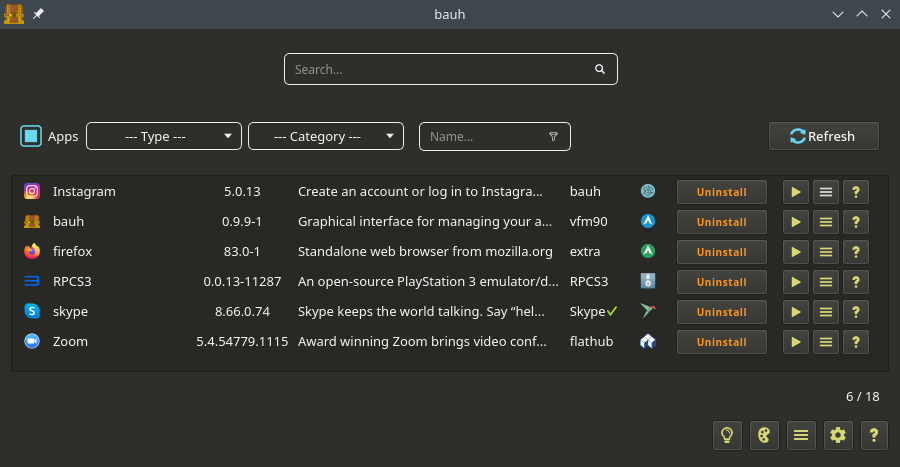 bauh
Search...
Apps --- Type --- --- Category --- Name... Refresh
Instagram 5.0.13 Create an account or log in to Instagra... bauh Uninstall ?
bauh 0.9.9-1 Graphical interface for managing your a... vfm90 Uninstall ?
firefox 83.0-1 Standalone web browser from mozilla.org extra Uninstall ?
RPCS3 0.0.13-11287 An open-source PlayStation 3 emulator/d... RPCS3 Uninstall ?
skype 8.66.0.74 Skype keeps the world talking. Say “hel... Skype Uninstall ?
Zoom 5.4.54779.1115 Award winning Zoom brings video conf... flathub Uninstall ?
6 / 18
?